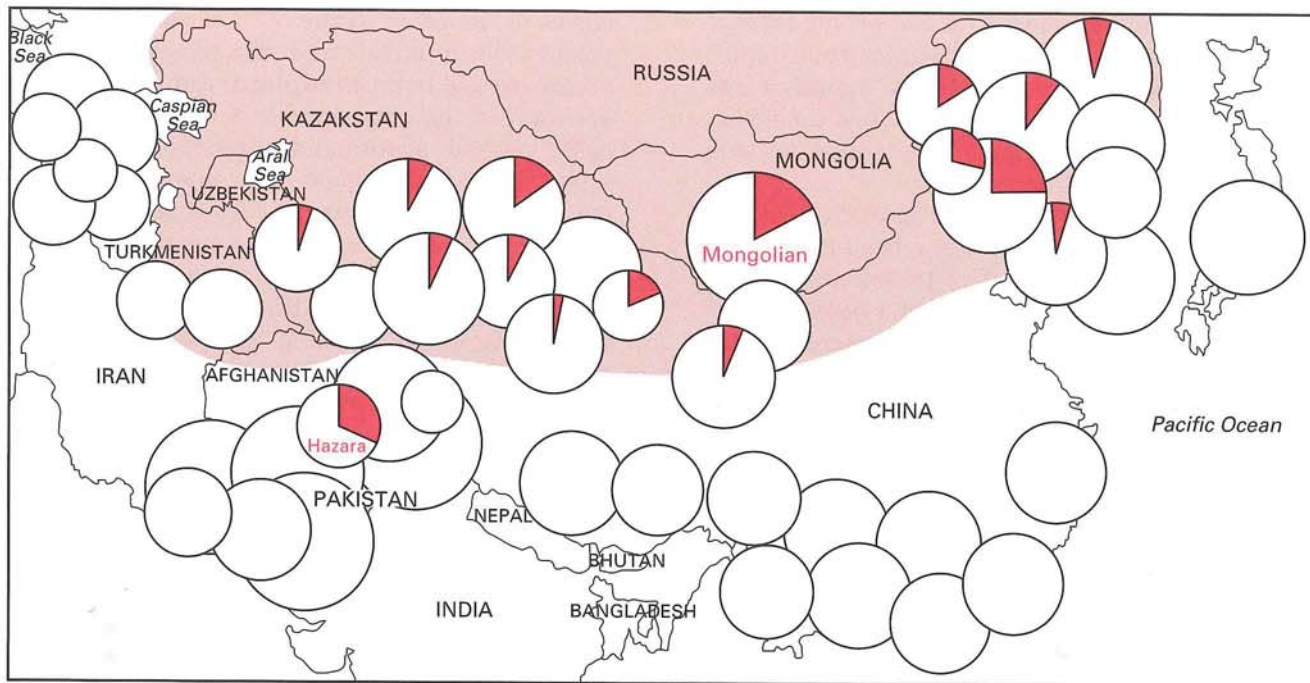 Black
Sea
Caspian
Sea
KAZAKSTAN
RUSSIA
Aral
Sea
MONGOLIA
UZBEKISTAN
TURKMENISTAN
Mongolian
IRAN
AFGHANISTAN
CHINA
Pacific Ocean
Hazara
PAKISTAN
NEPAL
BHUTAN
INDIA
BANGLADESH